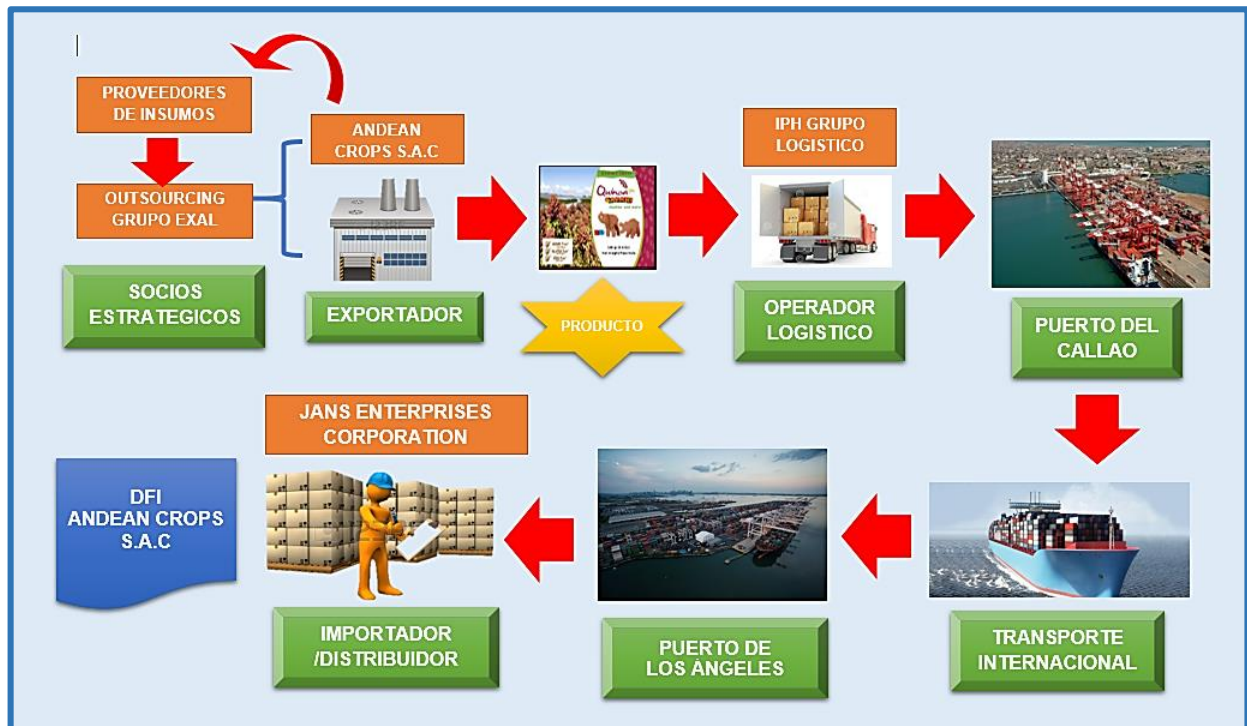 PROVEEDORES
DE INSUMOS
OUTSOURCING
GRUPO EXAL
SOCIOS
ESTRATEGICOS
ANDEAN
CROPS S.A.C
EXPORTADOR
PRODUCTO
IPH GRUPO
LOGISTICO
OPERADOR
LOGISTICO
PUERTO DEL
CALLAO
TRANSPORTE
INTERNACIONAL
PUERTO DE
LOS ÁNGELES
JANS ENTERPRISES
CORPORATION
IMPORTADOR
/DISTRIBUIDOR
DFI
ANDEAN CROPS
S.A.C